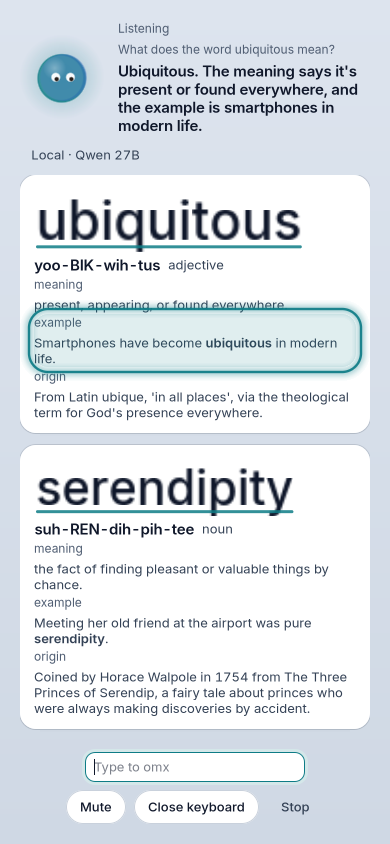 Listening
What does the word ubiquitous mean?
Ubiquitous. The meaning says it's
present or found everywhere, and
the example is smartphones in
modern life.
Local · Qwen 27B
ubiquitous
yoo-BIK-wih-tus adjective
meaning
present, appearing, or found everywhere
example
Smartphones have become ubiquitous in modern
life.
origin
From Latin ubique, 'in all places', via the theological
term for God's presence everywhere.
serendipity
suh-REN-dih-pih-tee noun
meaning
the fact of finding pleasant or valuable things by
chance.
example
Meeting her old friend at the airport was pure
serendipity.
origin
Coined by Horace Walpole in 1754 from The Three
Princes of Serendip, a fairy tale about princes who
were always making discoveries by accident.
Type to omx
Mute
Close keyboard
Stop